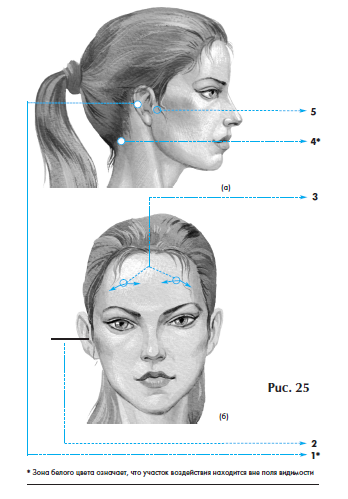 5
4*
(а)
3
Рис. 25
(б)
2
1*
* Зона белого цвета означает, что участок воздействия находится вне поля видимости